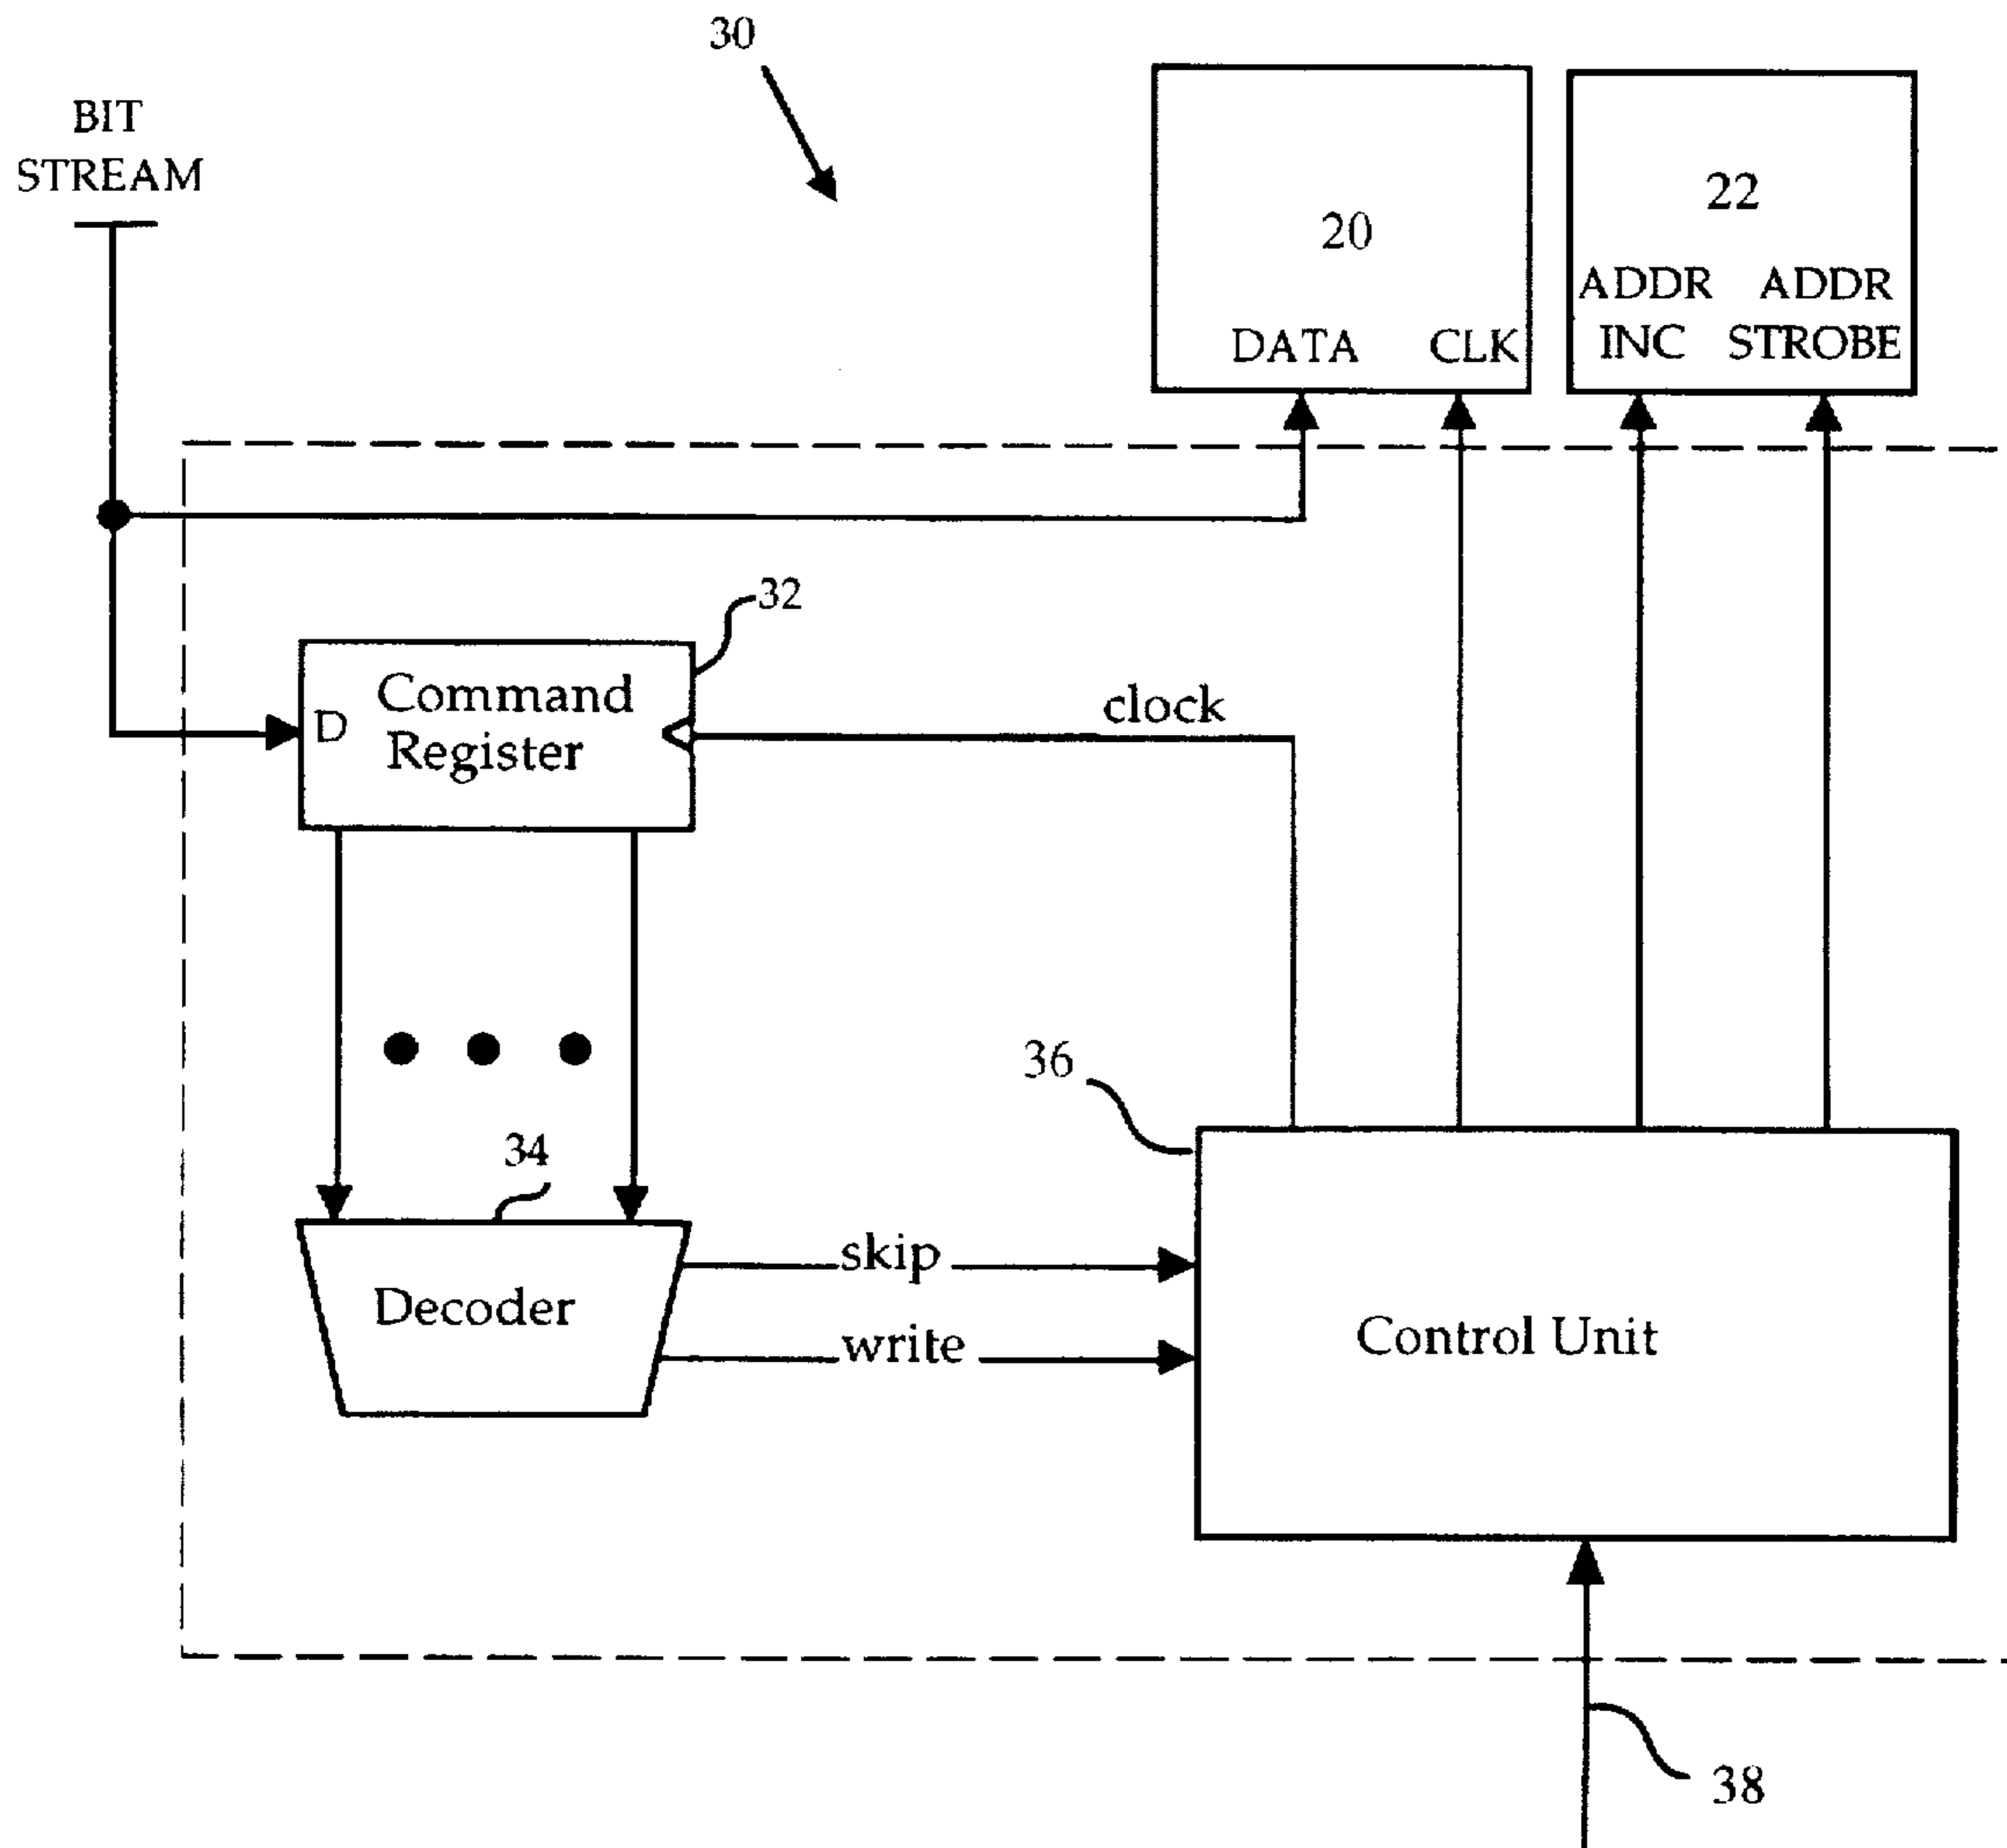 30
BIT
STREAM
20
DATA CLK
22
ADDR ADDR
INC STROBE
32
D Command
Register
clock
36
34
skip
Decoder
write
Control Unit
38